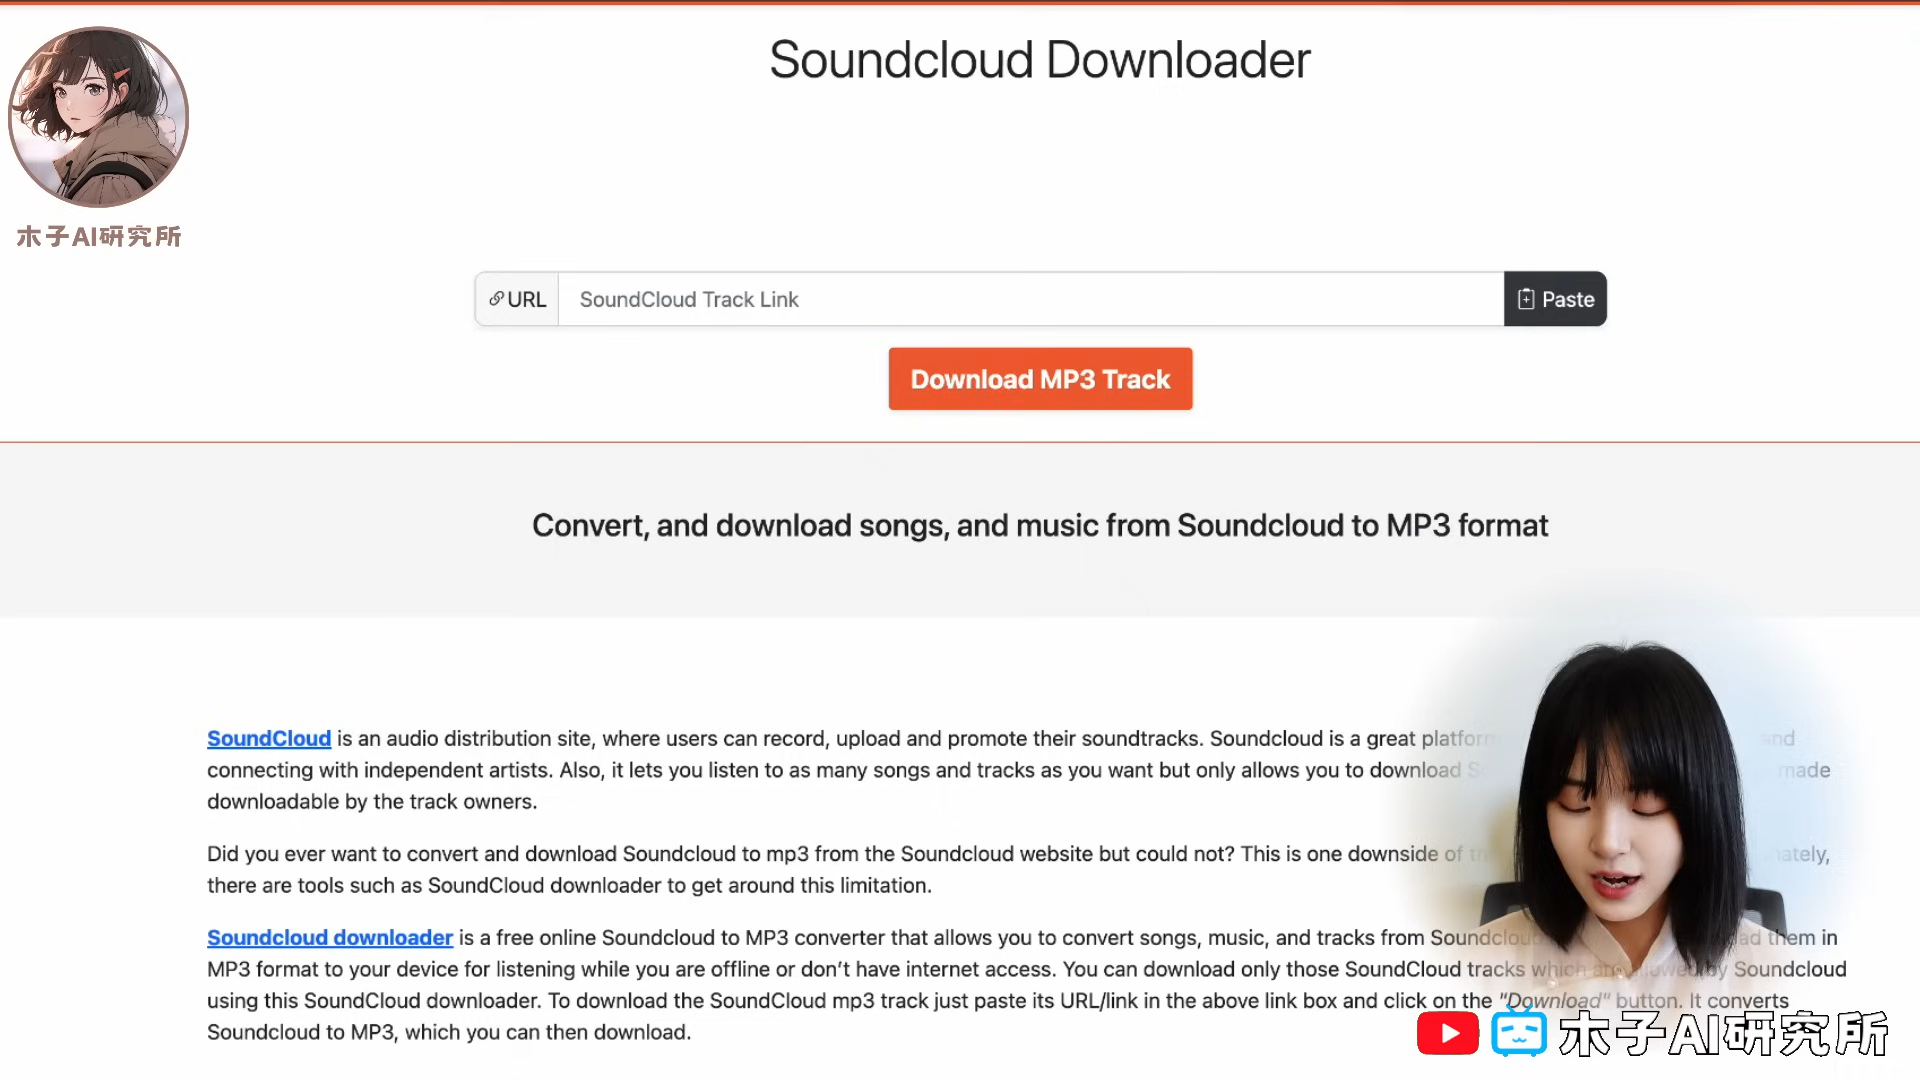 Soundcloud Downloader
木子AI研究所
URL
SoundCloud Track Link
Paste
Download MP3 Track
Convert, and download songs, and music from Soundcloud to MP3 format
SoundCloud is an audio distribution site, where users can record, upload and promote their soundtracks. Soundcloud is a great platform and
connecting with independent artists. Also, it lets you listen to as many songs and tracks as you want but only allows you to download made
downloadable by the track owners.
Did you ever want to convert and download Soundcloud to mp3 from the Soundcloud website but could not? This is one downside of
there are tools such as SoundCloud downloader to get around this limitation.
Soundcloud downloader is a free online Soundcloud to MP3 converter that allows you to convert songs, music, and tracks from Soundcloud them in
MP3 format to your device for listening while you are offline or don't have internet access. You can download only those SoundCloud tracks which are allowed by Soundcloud
using this SoundCloud downloader. To download the SoundCloud mp3 track just paste its URL/link in the above link box and click on the "Download" button. It converts
Soundcloud to MP3, which you can then download.
木子AI研究所